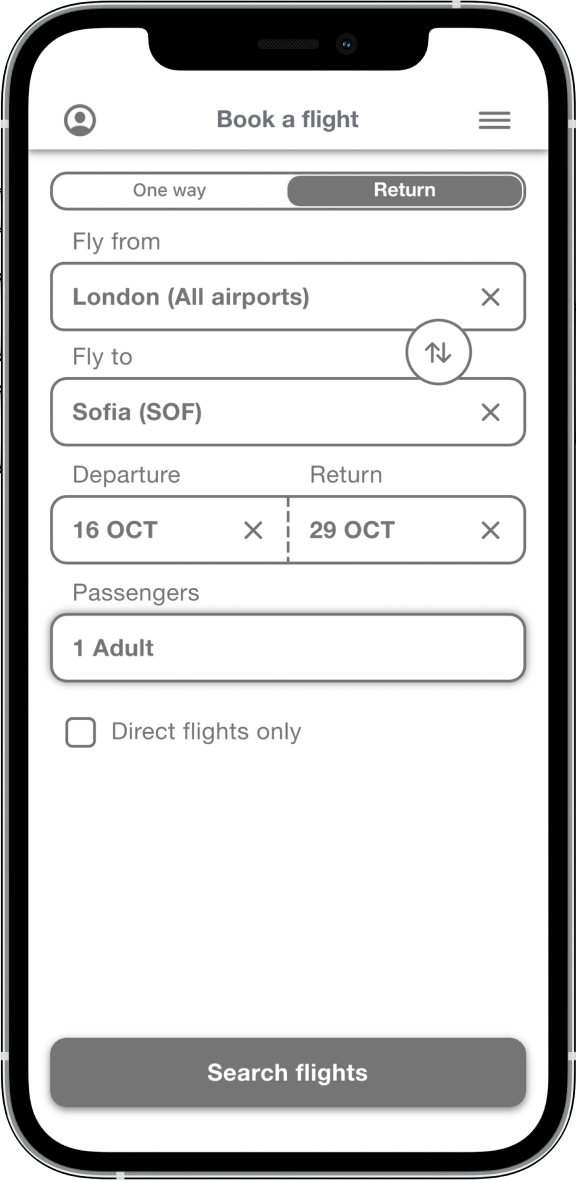 Book a flight
One way Return
Fly from
London (All airports)
Fly to
Sofia (SOF)
Departure Return
16 OCT 29 OCT
Passengers
1 Adult
Direct flights only
Search flights